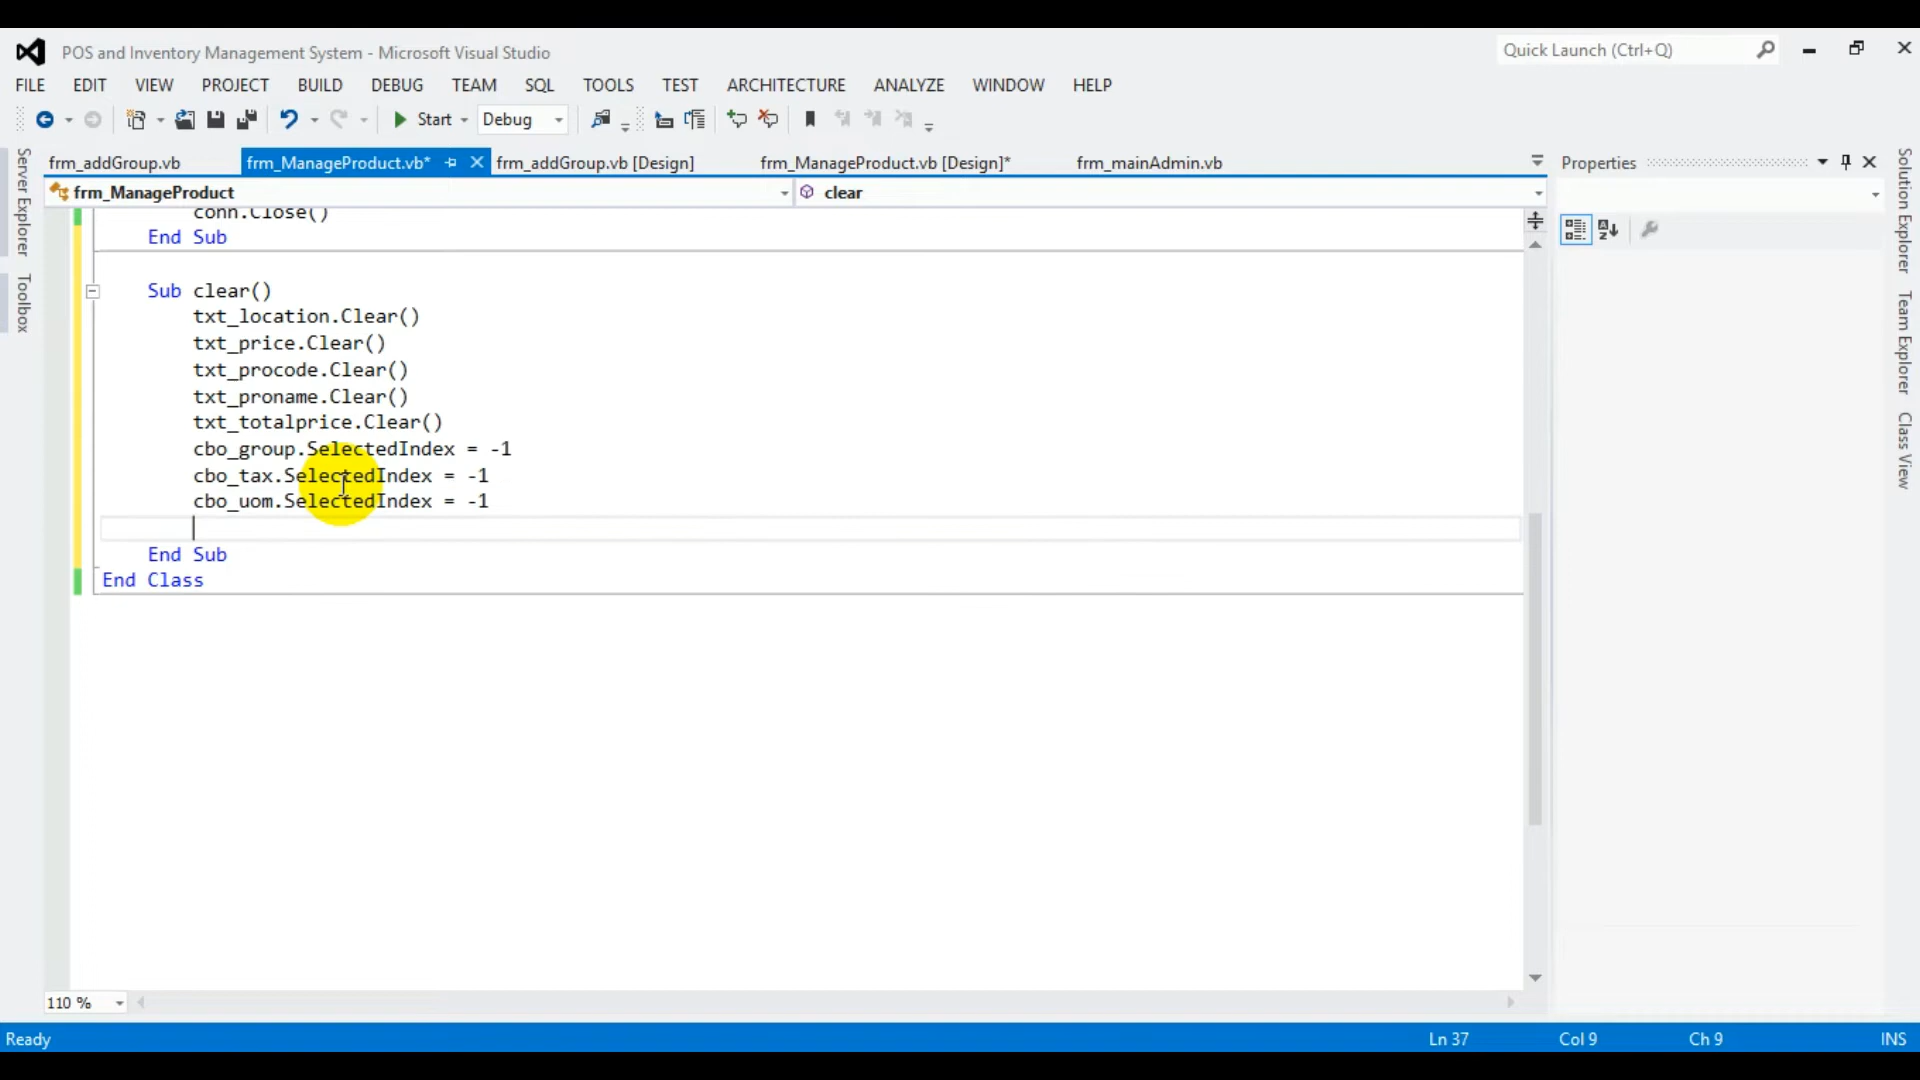 POS and Inventory Management System - Microsoft Visual Studio
Quick Launch (Ctrl+Q)
FILE EDIT VIEW PROJECT BUILD DEBUG TEAM SQL TOOLS TEST ARCHITECTURE ANALYZE WINDOW HELP
Start Debug
frm_addGroup.vb frm_ManageProduct.vb* frm_addGroup.vb [Design] frm_ManageProduct.vb [Design]* frm_mainAdmin.vb
Properties
frm_ManageProduct clear
Server Explorer
Toolbox
Solution Explorer
Team Explorer
Class View
conn.Close()
End Sub
Sub clear()
txt_location.Clear()
txt_price.Clear()
txt_procode.Clear()
txt_proname.Clear()
txt_totalprice.Clear()
cbo_group.SelectedIndex = -1
cbo_tax.SelectedIndex = -1
cbo_uom.SelectedIndex = -1
End Sub
End Class
110 %
Ready Ln 37 Col 9 Ch 9 INS